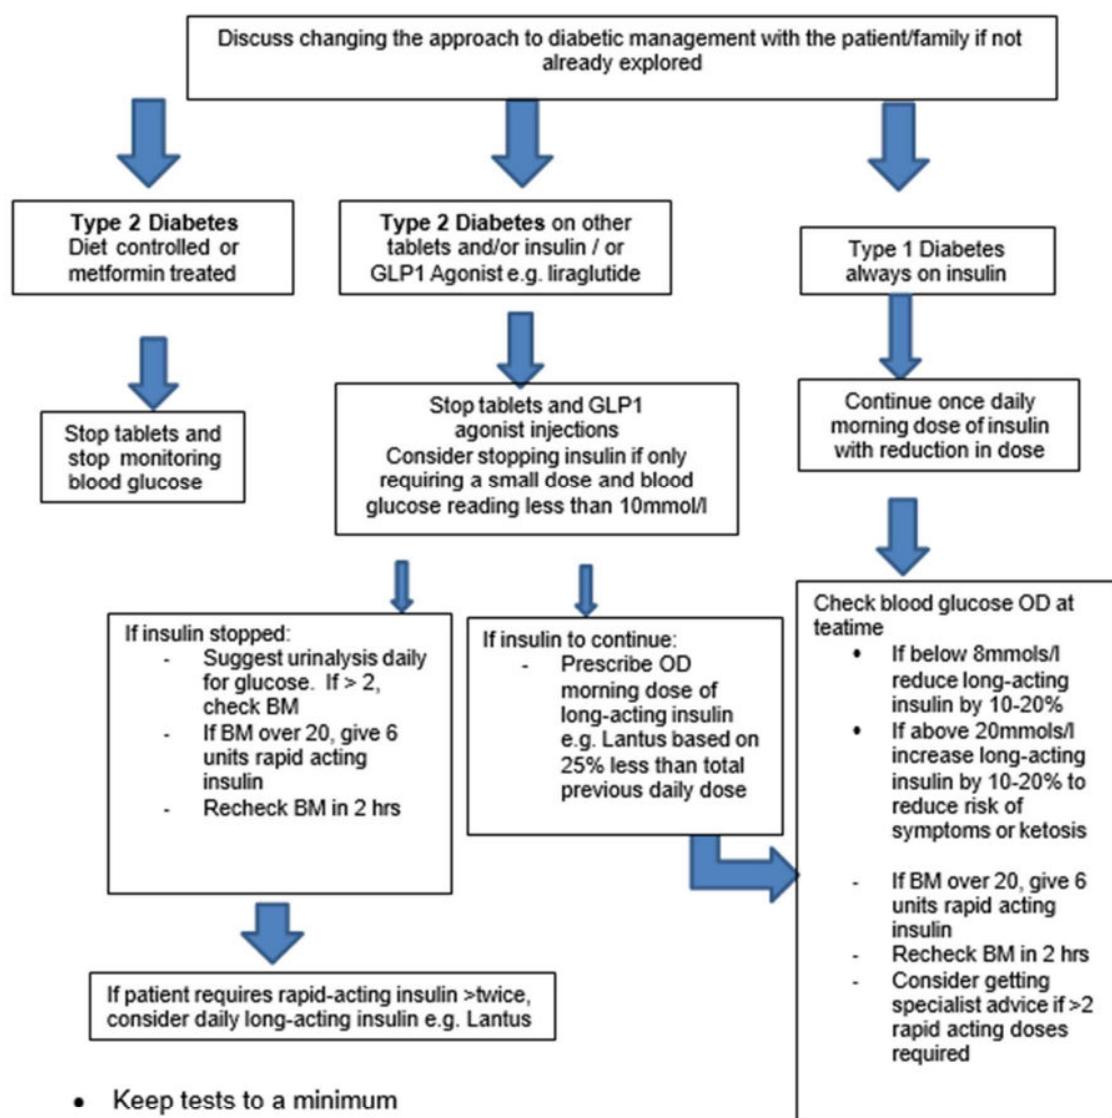 Discuss changing the approach to diabetic management with the patient/family if not
already explored
Type 2 Diabetes
Diet controlled or
metformin treated
Type 2 Diabetes on other
tablets and/or insulin / or
GLP1 Agonist e.g. liraglutide
Type 1 Diabetes
always on insulin
Stop tablets and
stop monitoring
blood glucose
Stop tablets and GLP1
agonist injections
Consider stopping insulin if only
requiring a small dose and blood
glucose reading less than 10mmol/l
Continue once daily
morning dose of insulin
with reduction in dose
If insulin stopped:
- Suggest urinalysis daily
for glucose. If > 2,
check BM
- If BM over 20, give 6
units rapid acting
insulin
- Recheck BM in 2 hrs
If insulin to continue:
- Prescribe OD
morning dose of
long-acting insulin
e.g. Lantus based on
25% less than total
previous daily dose
Check blood glucose OD at
teatime
• If below 8mmols/l
reduce long-acting
insulin by 10-20%
• If above 20mmols/l
increase long-acting
insulin by 10-20% to
reduce risk of
symptoms or ketosis
- If BM over 20, give 6
units rapid acting
insulin
- Recheck BM in 2 hrs
- Consider getting
specialist advice if >2
rapid acting doses
required
If patient requires rapid-acting insulin >twice,
consider daily long-acting insulin e.g. Lantus
• Keep tests to a minimum